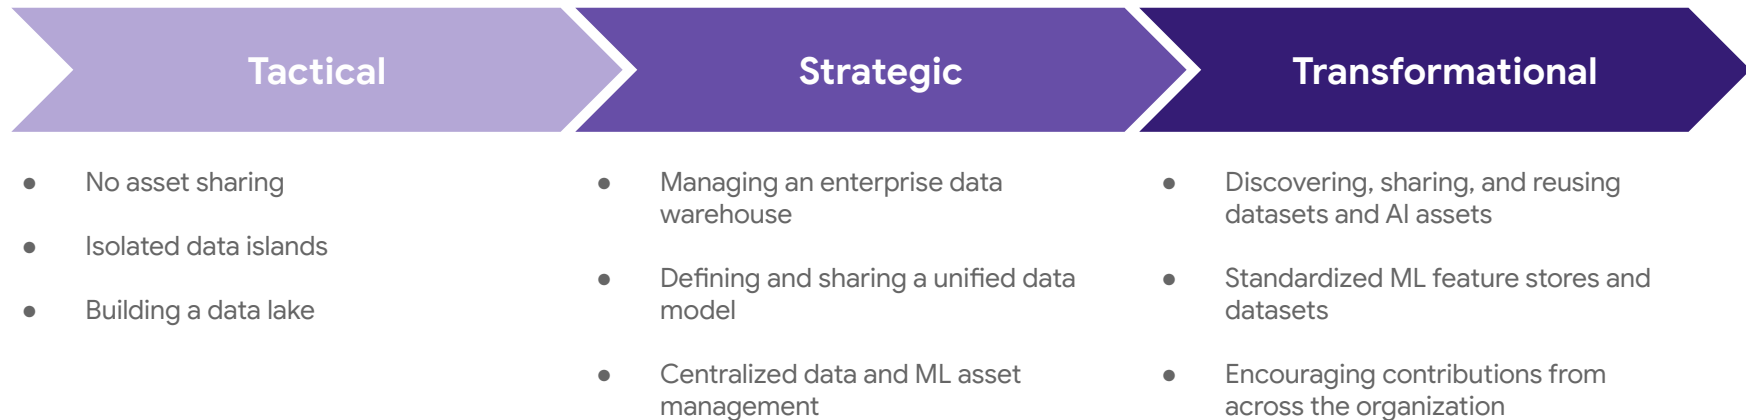 Tactical
Strategic
Transformational
● No asset sharing
● Isolated data islands
● Building a data lake
● Managing an enterprise data
warehouse
● Defining and sharing a unified data
model
● Centralized data and ML asset
management
● Discovering, sharing, and reusing
datasets and AI assets
● Standardized ML feature stores and
datasets
● Encouraging contributions from
across the organization